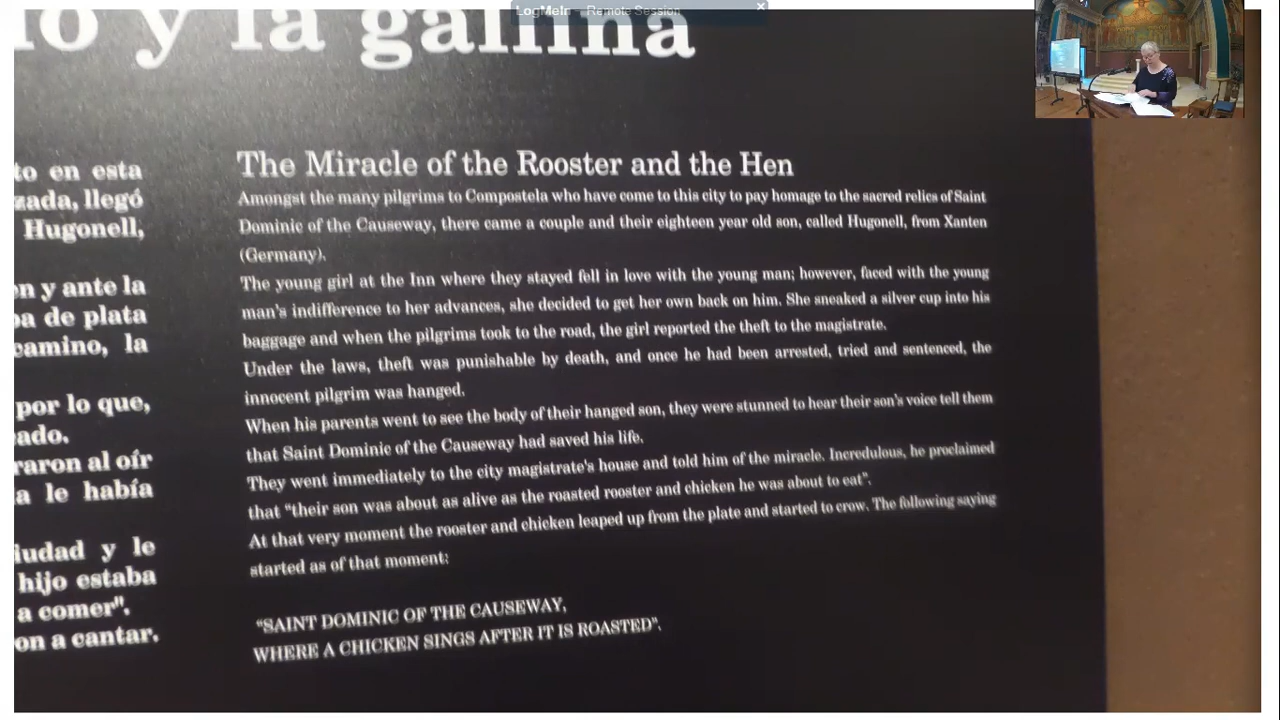 LogMeIn - Remote Session
lo y la gallina
to en esta
zada, llegó
Hugonell,
on y ante la
pa de plata
camino, la
por lo que,
ado.
raron al oír
a le había
iudad y le
hijo estaba
a comer".
on a cantar.
The Miracle of the Rooster and the Hen
Amongst the many pilgrims to Compostela who have come to this city to pay homage to the sacred relics of Saint
Dominic of the Causeway, there came a couple and their eighteen year old son, called Hugonell, from Xanten
(Germany).
The young girl at the Inn where they stayed fell in love with the young man; however, faced with the young
man's indifference to her advances, she decided to get her own back on him. She sneaked a silver cup into his
baggage and when the pilgrims took to the road, the girl reported the theft to the magistrate.
Under the laws, theft was punishable by death, and once he had been arrested, tried and sentenced, the
innocent pilgrim was hanged.
When his parents went to see the body of their hanged son, they were stunned to hear their son's voice tell them
that Saint Dominic of the Causeway had saved his life.
They went immediately to the city magistrate's house and told him of the miracle. Incredulous, he proclaimed
that "their son was about as alive as the roasted rooster and chicken he was about to eat".
At that very moment the rooster and chicken leaped up from the plate and started to crow. The following saying
started as of that moment:
"SAINT DOMINIC OF THE CAUSEWAY,
WHERE A CHICKEN SINGS AFTER IT IS ROASTED".